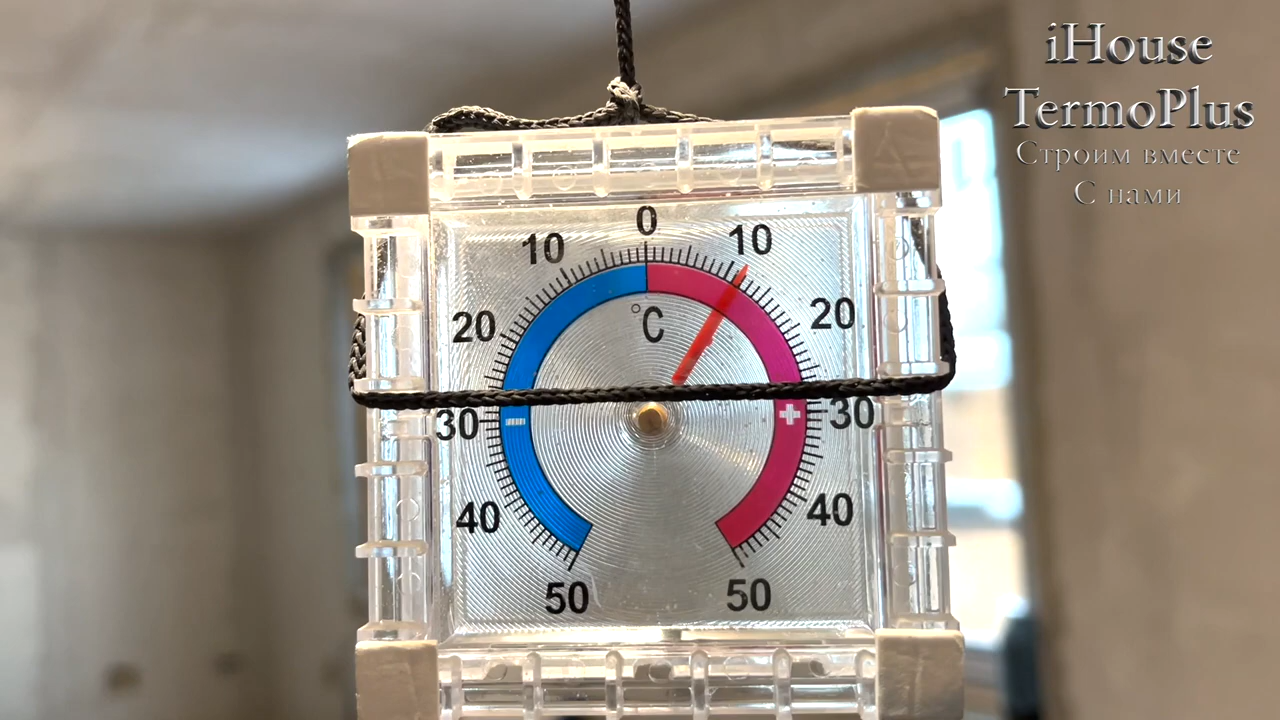 iHouse
TermoPlus
Строим вместе
С нами
0
10 10
°C
20 20
30 + 30
40 40
50 50